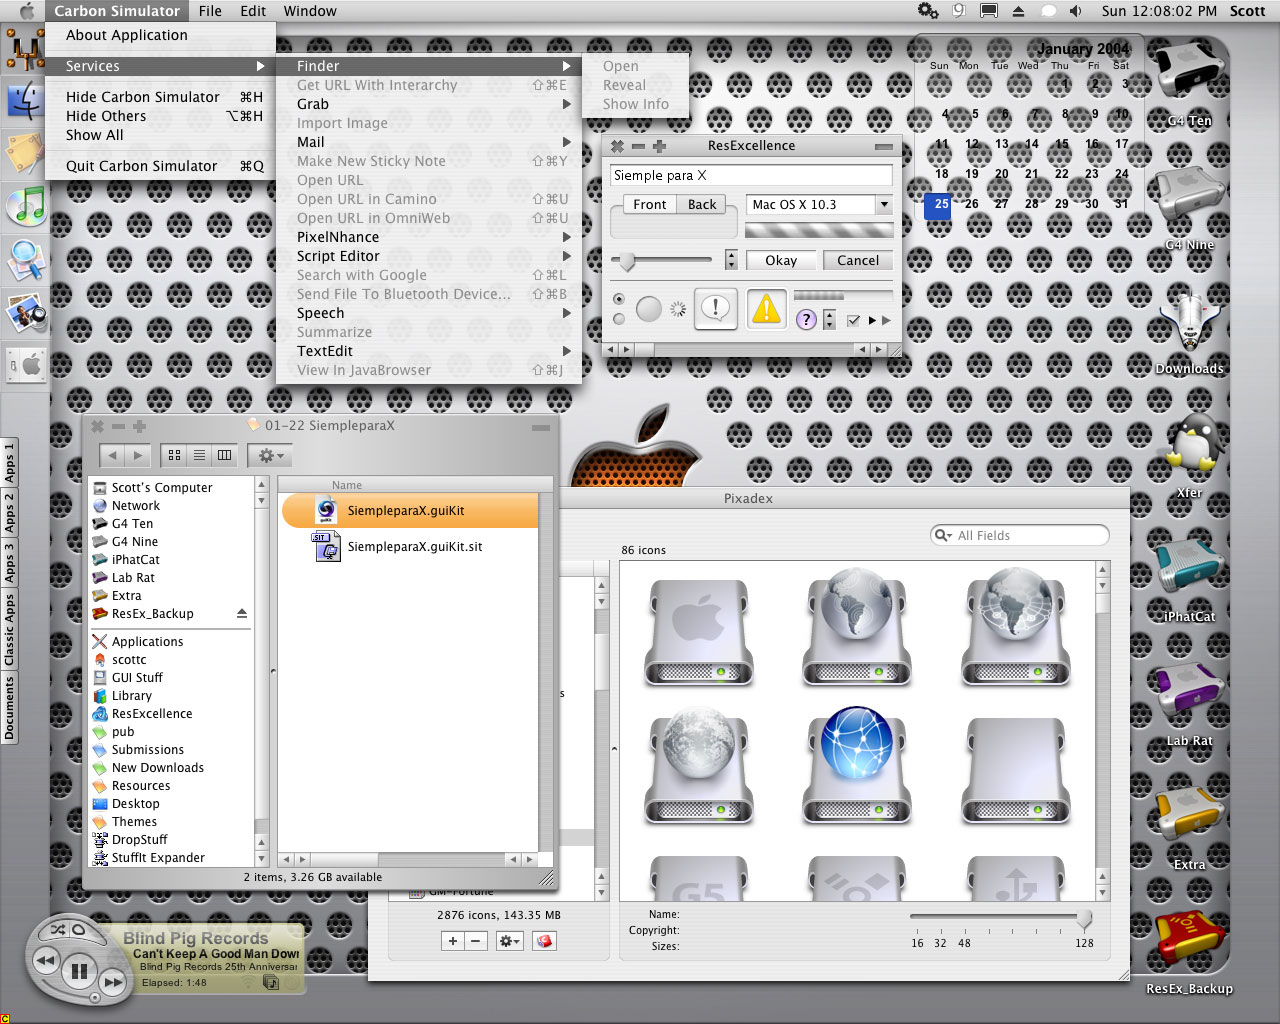 Carbon Simulator File Edit Window
Sun 12:08:02 PM Scott
About Application
Services
Hide Carbon Simulator ⌘H
Hide Others ⌥⌘H
Show All
Quit Carbon Simulator ⌘Q
Finder
Get URL With Interarchy ⇧⌘E
Grab
Import Image
Mail
Make New Sticky Note ⇧⌘Y
Open URL
Open URL in Camino ⇧⌘U
Open URL in OmniWeb ⇧⌘U
PixelNhance
Script Editor
Search with Google ⇧⌘L
Send File To Bluetooth Device... ⇧⌘B
Speech
Summarize
TextEdit
View In JavaBrowser ⇧⌘J
Open
Reveal
Show Info
ResExcellence
Siemple para X
Front Back
Mac OS X 10.3
Okay Cancel
January 2004
Sun Mon Tue Wed Thu Fri Sat
1 2 3
4 5 6 7 8 9 10
11 12 13 14 15 16 17
18 19 20 21 22 23 24
25 26 27 28 29 30 31
G4 Ten
G4 Nine
Downloads
Xfer
iPhatCat
Lab Rat
Extra
ResEx_Backup
Apps 1
Apps 2
Apps 3
Classic Apps
Documents
01-22 SiempleparaX
Name
Scott's Computer
Network
G4 Ten
G4 Nine
iPhatCat
Lab Rat
Extra
ResEx_Backup
Applications
scottc
GUI Stuff
Library
ResExcellence
pub
Submissions
New Downloads
Resources
Desktop
Themes
DropStuff
StuffIt Expander
SiempleparaX.guiKit
SiempleparaX.guiKit.sit
2 items, 3.26 GB available
Pixadex
All Fields
86 icons
G5
GM-Fortune
2876 icons, 143.35 MB
Name:
Copyright:
Sizes:
16 32 48 128
Blind Pig Records
Can't Keep A Good Man Down
Blind Pig Records 25th Anniversar
Elapsed: 1:48